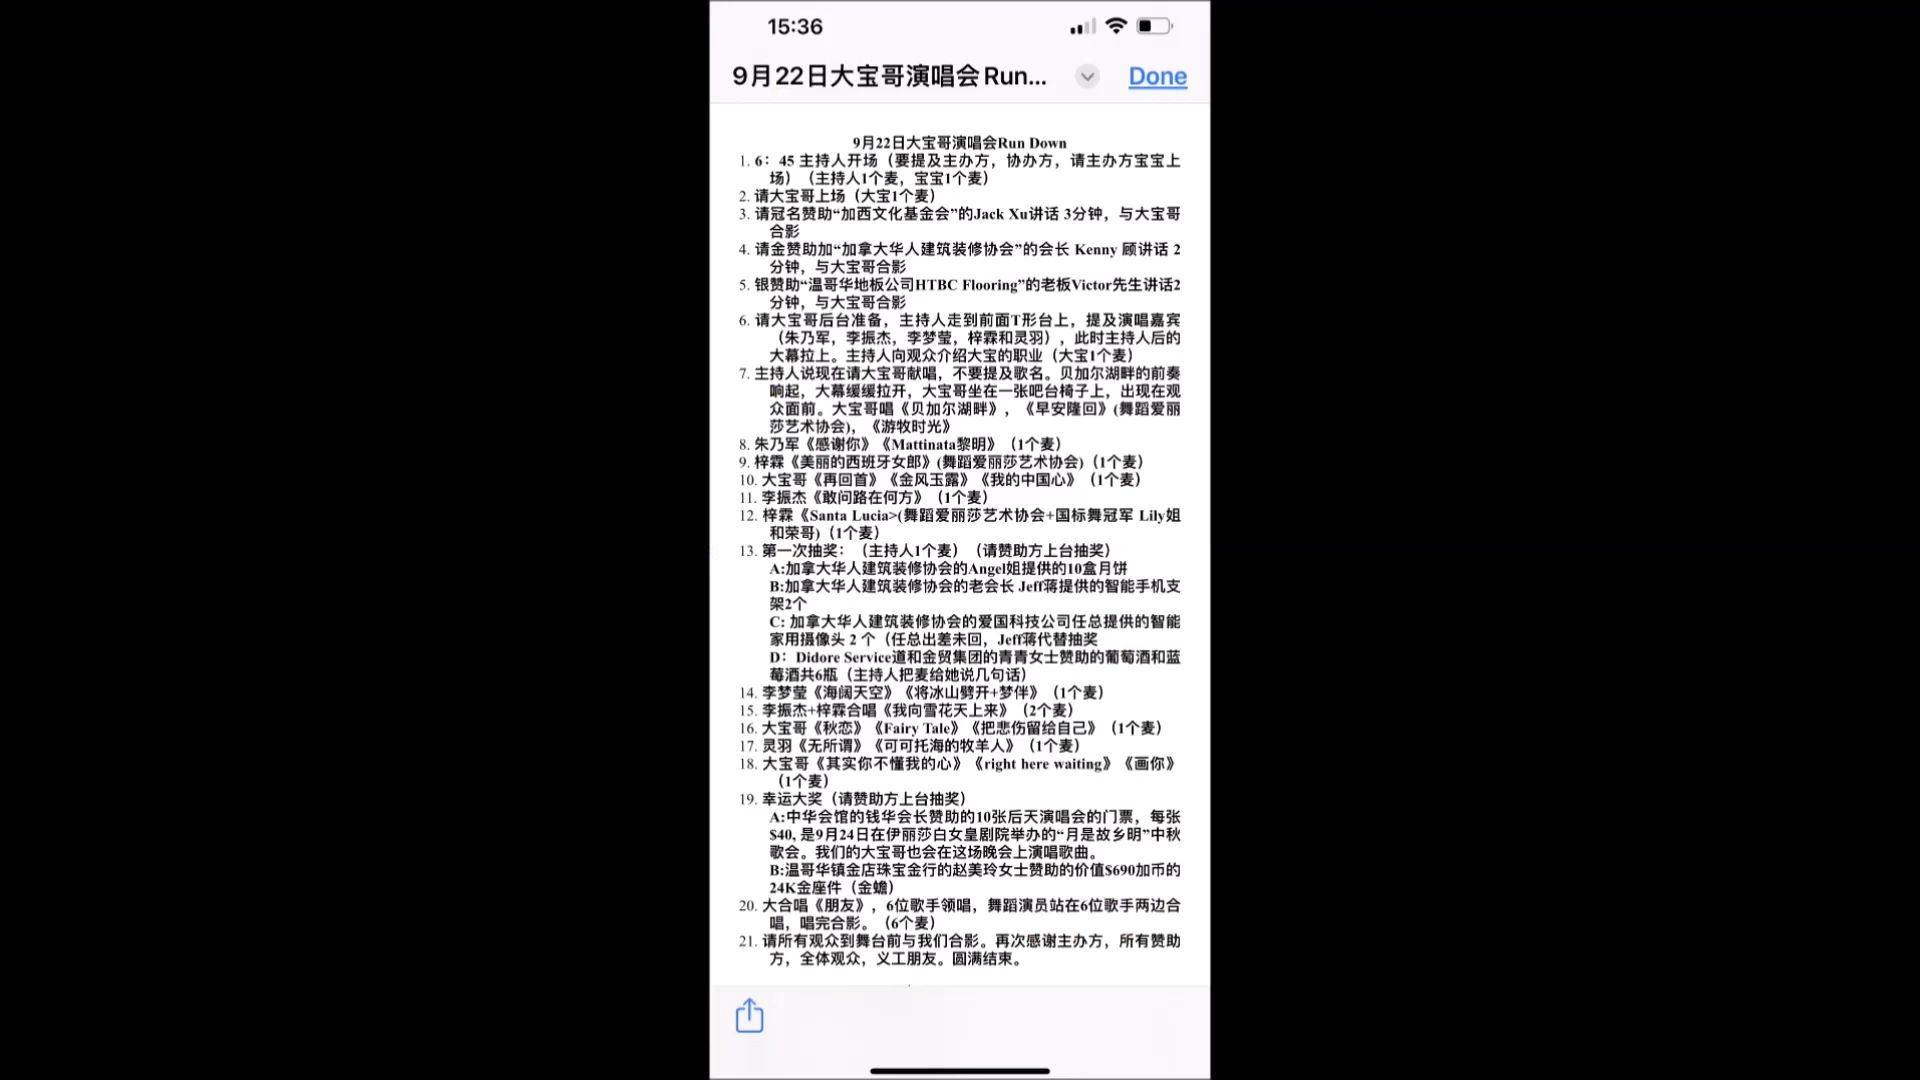 15:36
9月22日大宝哥演唱会Run...
Done
9月22日大宝哥演唱会Run Down
1. 6：45 主持人开场（要提及主办方，协办方，请主办方宝宝上
场）（主持人1个麦，宝宝1个麦）
2. 请大宝哥上场（大宝1个麦）
3. 请冠名赞助“加西文化基金会”的Jack Xu讲话 3分钟，与大宝哥
合影
4. 请金赞助加“加拿大华人建筑装修协会”的会长 Kenny 顾讲话 2
分钟，与大宝哥合影
5. 银赞助“温哥华地板公司HTBC Flooring”的老板Victor先生讲话2
分钟，与大宝哥合影
6. 请大宝哥后台准备，主持人走到前面T形台上，提及演唱嘉宾
（朱乃军，李振杰，李梦莹，梓霖和灵羽），此时主持人后的
大幕拉上。主持人向观众介绍大宝的职业（大宝1个麦）
7. 主持人说现在请大宝哥献唱，不要提及歌名。贝加尔湖畔的前奏
响起，大幕缓缓拉开，大宝哥坐在一张吧台椅子上，出现在观
众面前。大宝哥唱《贝加尔湖畔》，《早安隆回》(舞蹈爱丽
莎艺术协会)，《游牧时光》
8. 朱乃军《感谢你》《Mattinata黎明》（1个麦）
9. 梓霖《美丽的西班牙女郎》(舞蹈爱丽莎艺术协会)（1个麦）
10. 大宝哥《再回首》《金风玉露》《我的中国心》（1个麦）
11. 李振杰《敢问路在何方》（1个麦）
12. 梓霖《Santa Lucia>(舞蹈爱丽莎艺术协会+国标舞冠军 Lily姐
和荣哥)（1个麦）
13. 第一次抽奖：（主持人1个麦）（请赞助方上台抽奖）
A:加拿大华人建筑装修协会的Angel姐提供的10盒月饼
B:加拿大华人建筑装修协会的老会长 Jeff蒋提供的智能手机支
架2个
C: 加拿大华人建筑装修协会的爱国科技公司任总提供的智能
家用摄像头 2 个（任总出差未回，Jeff蒋代替抽奖
D：Didore Service道和金贸集团的青青女士赞助的葡萄酒和蓝
莓酒共6瓶（主持人把麦给她说几句话）
14. 李梦莹《海阔天空》《将冰山劈开+梦伴》（1个麦）
15. 李振杰+梓霖合唱《我向雪花天上来》（2个麦）
16. 大宝哥《秋恋》《Fairy Tale》《把悲伤留给自己》（1个麦）
17. 灵羽《无所谓》《可可托海的牧羊人》（1个麦）
18. 大宝哥《其实你不懂我的心》《right here waiting》《画你》
（1个麦）
19. 幸运大奖（请赞助方上台抽奖）
A:中华会馆的钱华会长赞助的10张后天演唱会的门票，每张
$40, 是9月24日在伊丽莎白女皇剧院举办的“月是故乡明”中秋
歌会。我们的大宝哥也会在这场晚会上演唱歌曲。
B:温哥华镇金店珠宝金行的赵美玲女士赞助的价值$690加币的
24K金座件（金蟾）
20. 大合唱《朋友》，6位歌手领唱，舞蹈演员站在6位歌手两边合
唱，唱完合影。（6个麦）
21. 请所有观众到舞台前与我们合影。再次感谢主办方，所有赞助
方，全体观众，义工朋友。圆满结束。